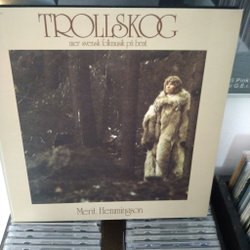 TROLLSKOG
mer svensk folkmusik på beat
Merit Hemmingson